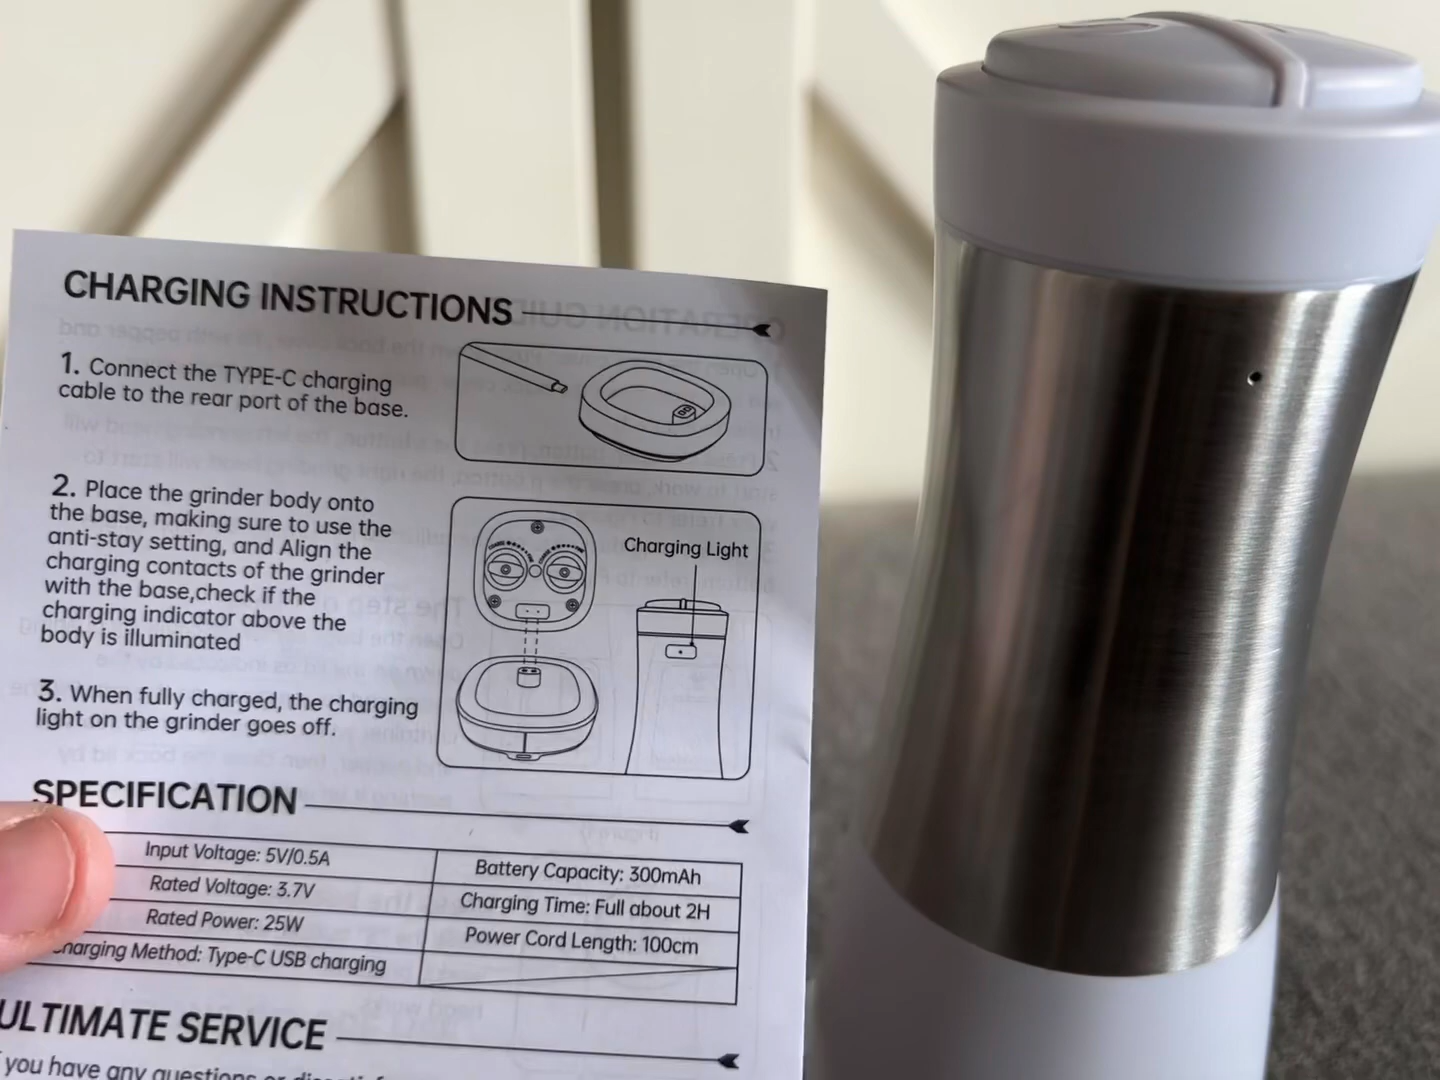 CHARGING INSTRUCTIONS
1. Connect the TYPE-C charging
cable to the rear port of the base.
2. Place the grinder body onto
the base, making sure to use the
anti-stay setting, and Align the
charging contacts of the grinder
with the base,check if the
charging indicator above the
body is illuminated
Charging Light
3. When fully charged, the charging
light on the grinder goes off.
SPECIFICATION
Input Voltage: 5V/0.5A
Battery Capacity: 300mAh
Rated Voltage: 3.7V
Charging Time: Full about 2H
Rated Power: 25W
Power Cord Length: 100cm
Charging Method: Type-C USB charging
ULTIMATE SERVICE
you have any questions or